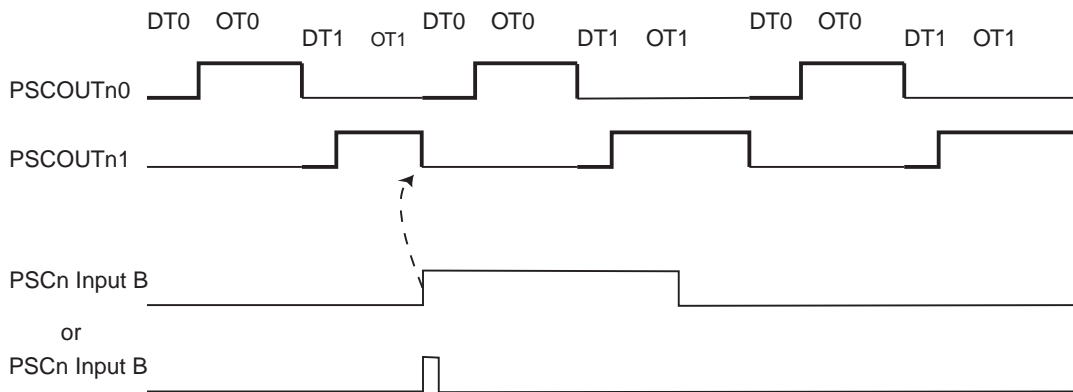 DT0 OT0 DT1 OT1 DT0 OT0 DT1 OT1 DT0 OT0 DT1 OT1
PSCOUTn0
PSCOUTn1
PSCn Input B
or
PSCn Input B